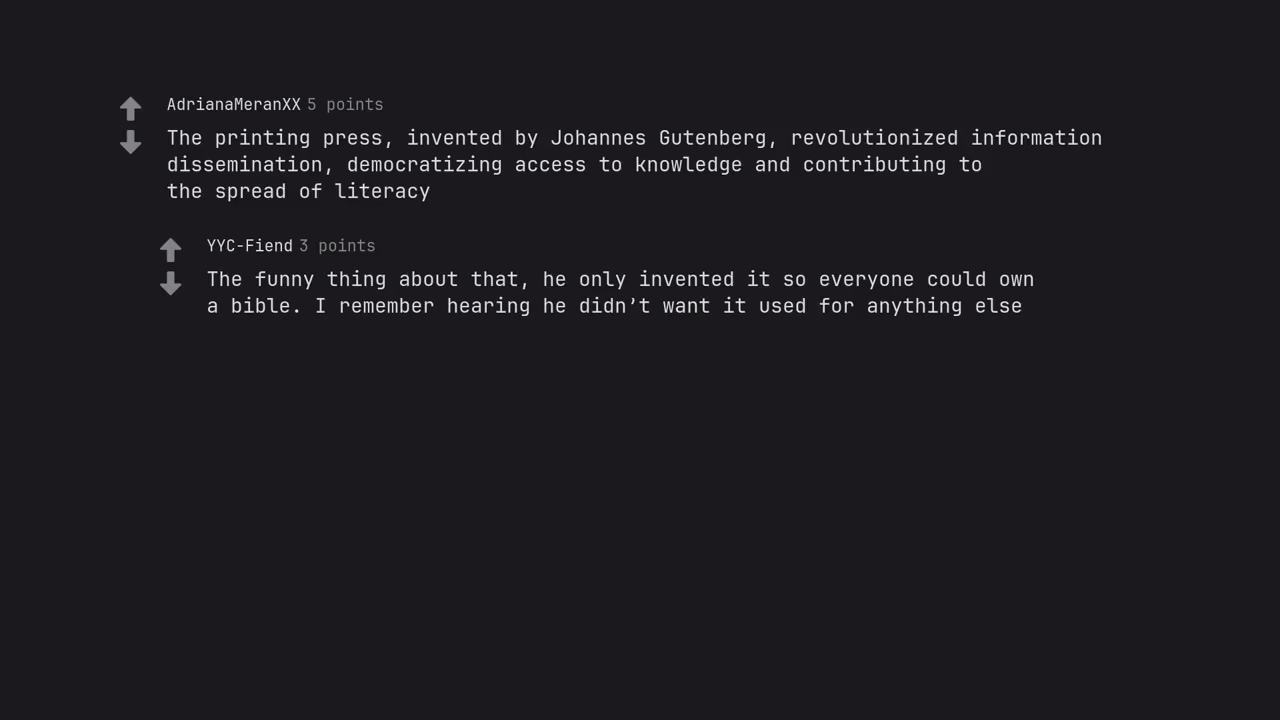 AdrianaMeranXX 5 points
The printing press, invented by Johannes Gutenberg, revolutionized information
dissemination, democratizing access to knowledge and contributing to
the spread of literacy
YYC-Fiend 3 points
The funny thing about that, he only invented it so everyone could own
a bible. I remember hearing he didn’t want it used for anything else